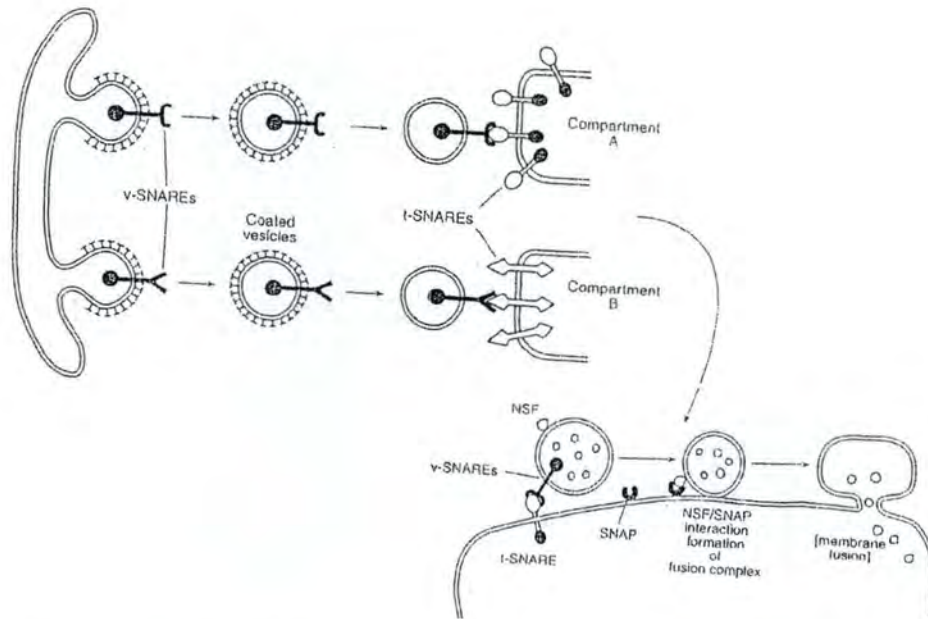 v-SNAREs
Coated
vesicles
t-SNAREs
Compartment
A
Compartment
B
NSF
v-SNAREs
t-SNARE
SNAP
NSF/SNAP
interaction
formation
of
fusion complex
[membrane
fusion]